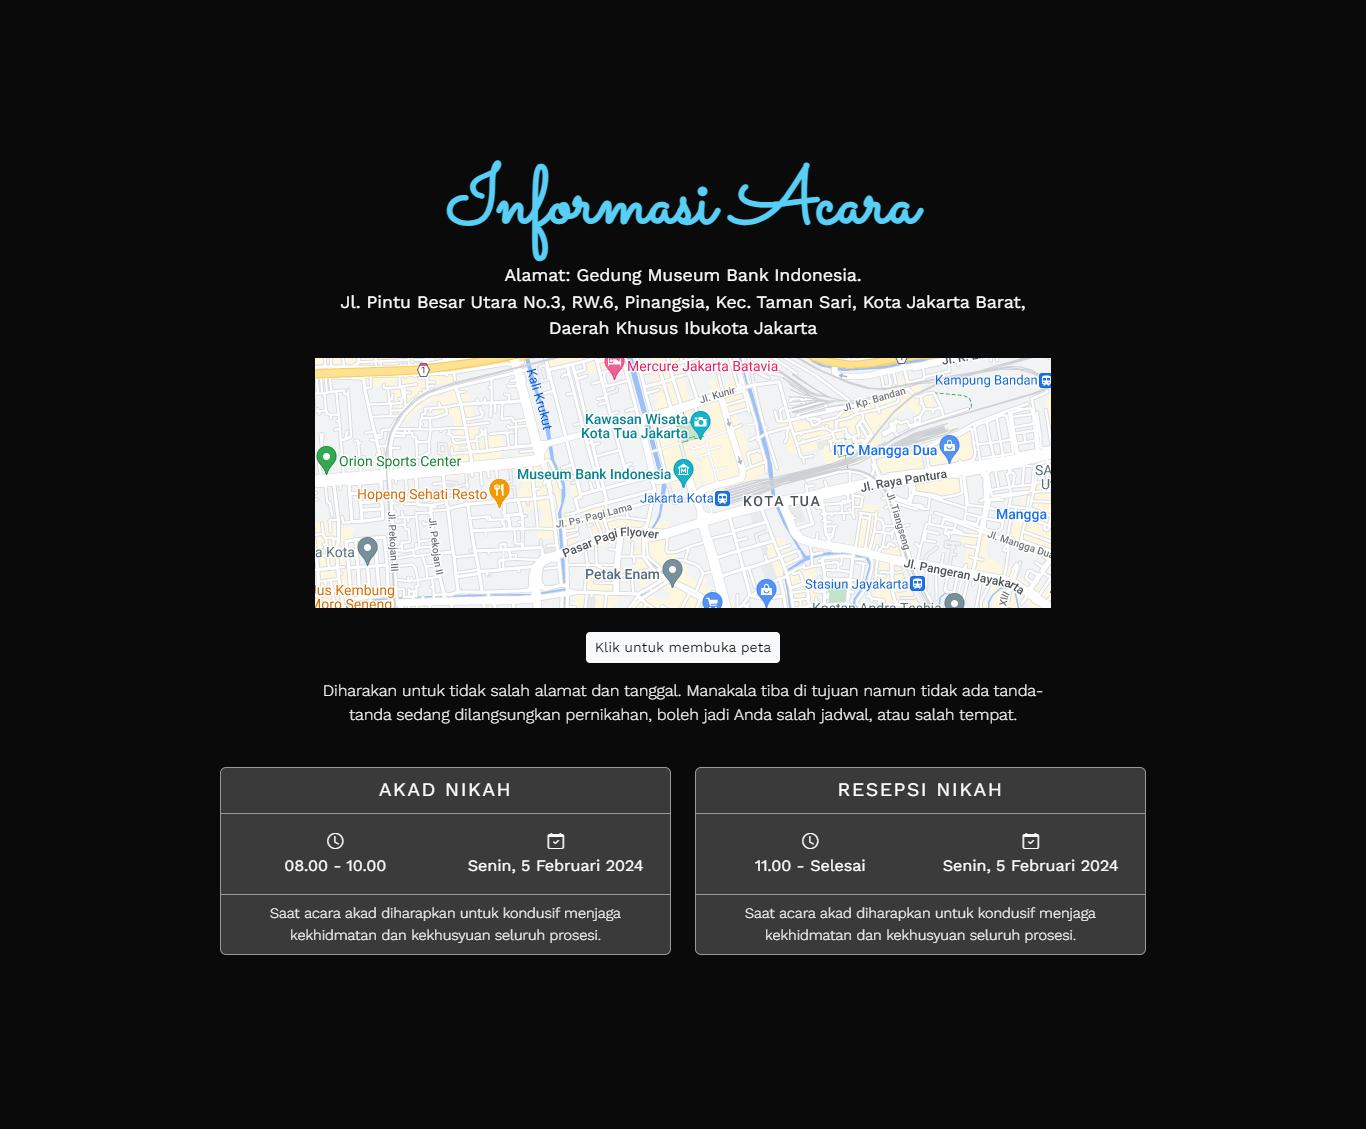 Informasi Acara
Alamat: Gedung Museum Bank Indonesia.
Jl. Pintu Besar Utara No.3, RW.6, Pinangsia, Kec. Taman Sari, Kota Jakarta Barat,
Daerah Khusus Ibukota Jakarta
1
Mercure Jakarta Batavia
Kali Krukut
Jl. Kunir
Jl. Kp. Bandan
Kampung Bandan
Kawasan Wisata
Kota Tua Jakarta
ITC Mangga Dua
Orion Sports Center
Museum Bank Indonesia
Jl. Raya Pantura
Hopeng Sehati Resto
Jakarta Kota
KOTA TUA
Mangga
Jl. Ps. Pagi Lama
Jl. Pekojan III
Jl. Pekojan II
Pasar Pagi Flyover
Jl. Tiangseng
Jl. Mangga Dua
a Kota
Petak Enam
Stasiun Jayakarta
Jl. Pangeran Jayakarta
us Kembung
Moro Seneng
Klik untuk membuka peta
Diharakan untuk tidak salah alamat dan tanggal. Manakala tiba di tujuan namun tidak ada tanda-
tanda sedang dilangsungkan pernikahan, boleh jadi Anda salah jadwal, atau salah tempat.
AKAD NIKAH
08.00 - 10.00
Senin, 5 Februari 2024
Saat acara akad diharapkan untuk kondusif menjaga
kekhidmatan dan kekhusyuan seluruh prosesi.
RESEPSI NIKAH
11.00 - Selesai
Senin, 5 Februari 2024
Saat acara akad diharapkan untuk kondusif menjaga
kekhidmatan dan kekhusyuan seluruh prosesi.